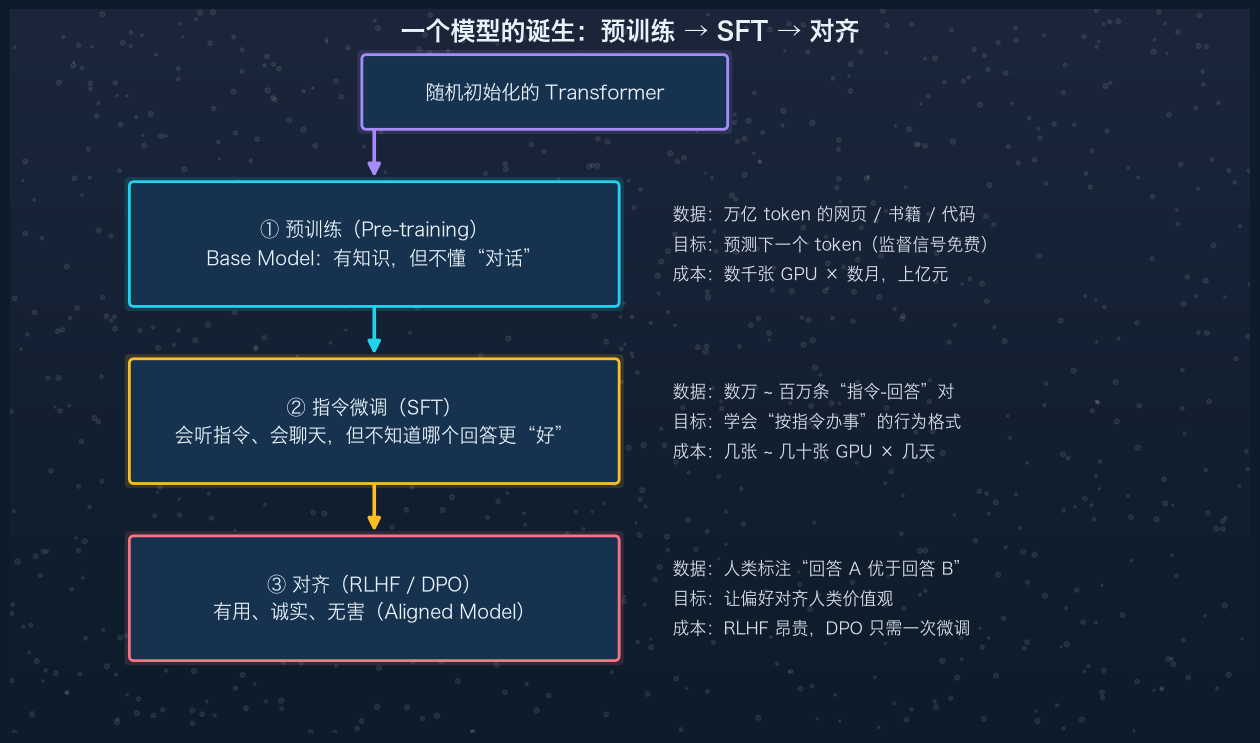 一个模型的诞生：预训练 → SFT → 对齐
随机初始化的 Transformer
① 预训练（Pre-training）
Base Model：有知识，但不懂“对话”
数据：万亿 token 的网页 / 书籍 / 代码
目标：预测下一个 token（监督信号免费）
成本：数千张 GPU × 数月，上亿元
② 指令微调（SFT）
会听指令、会聊天，但不知道哪个回答更“好”
数据：数万 ~ 百万条“指令-回答”对
目标：学会“按指令办事”的行为格式
成本：几张 ~ 几十张 GPU × 几天
③ 对齐（RLHF / DPO）
有用、诚实、无害（Aligned Model）
数据：人类标注“回答 A 优于回答 B”
目标：让偏好对齐人类价值观
成本：RLHF 昂贵，DPO 只需一次微调